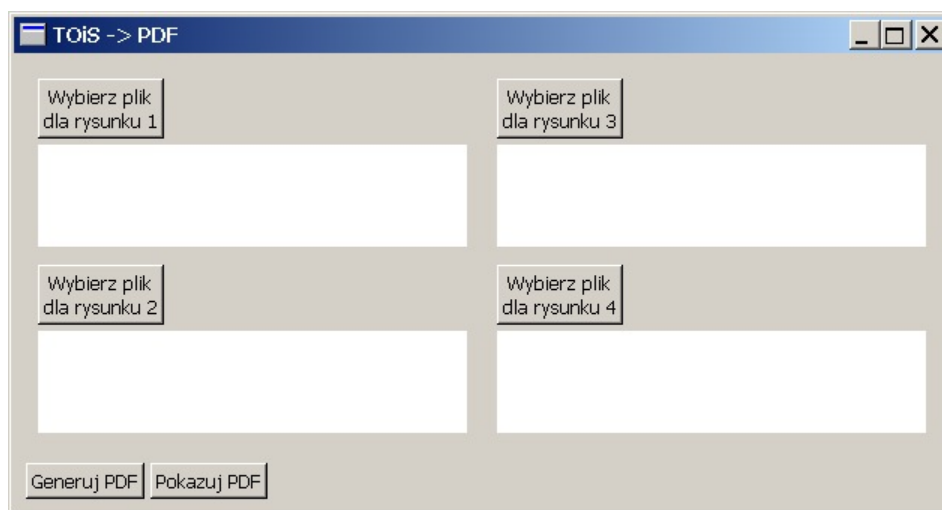 TOiS -> PDF
Wybierz plik
dla rysunku 1
Wybierz plik
dla rysunku 3
Wybierz plik
dla rysunku 2
Wybierz plik
dla rysunku 4
Generuj PDF
Pokazuj PDF